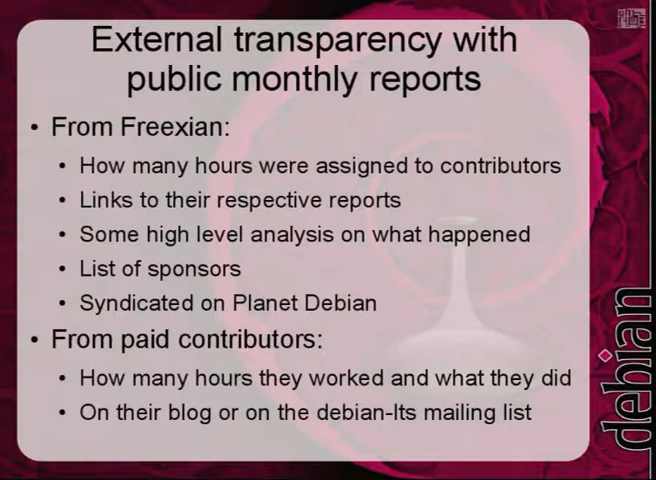 External transparency with
public monthly reports
• From Freexian:
• How many hours were assigned to contributors
• Links to their respective reports
• Some high level analysis on what happened
• List of sponsors
• Syndicated on Planet Debian
• From paid contributors:
• How many hours they worked and what they did
• On their blog or on the debian-lts mailing list
debian